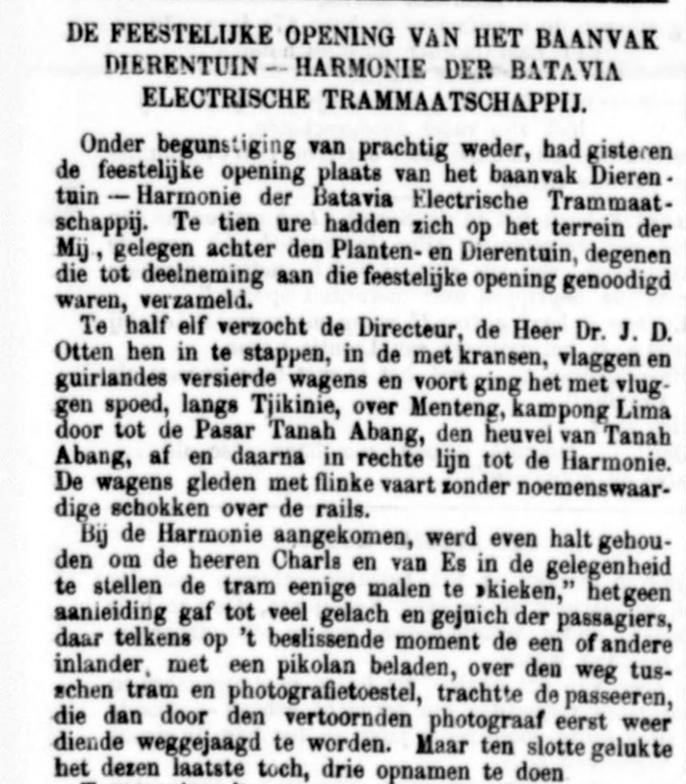 DE FEESTELIJKE OPENING VAN HET BAANVAK
DIERENTUIN — HARMONIE DER BATAVIA
ELECTRISCHE TRAMMAATSCHAPPIJ.
Onder begunstiging van prachtig weder, had gisteren
de feestelijke opening plaats van het baanvak Dieren-
tuin — Harmonie der Batavia Electrische Trammaat-
schappij. Te tien ure hadden zich op het terrein der
Mij, gelegen achter den Planten- en Dierentuin, degenen
die tot deelneming aan die feestelijke opening genoodigd
waren, verzameld.
Te half elf verzocht de Directeur, de Heer Dr. J. D.
Otten hen in te stappen, in de met kransen, vlaggen en
guirlandes versierde wagens en voort ging het met vlug-
gen spoed, langs Tjikinie, over Menteng, kampong Lima
door tot de Pasar Tanah Abang, den heuvel van Tanah
Abang, af en daarna in rechte lijn tot de Harmonie.
De wagens gleden met flinke vaart zonder noemenswaar-
dige schokken over de rails.
Bij de Harmonie aangekomen, werd even halt gehou-
den om de heeren Charls en van Es in de gelegenheid
te stellen de tram eenige malen te »kieken,” hetgeen
aanleiding gaf tot veel gelach en gejuich der passagiers,
daar telkens op 't beslissende moment de een of andere
inlander, met een pikolan beladen, over den weg tus-
schen tram en photografietoestel, trachtte de passeeren,
die dan door den vertoornden photograaf eerst weer
diende weggejaagd te worden. Maar ten slotte gelukte
het dezen laatste toch, drie opnamen te doen